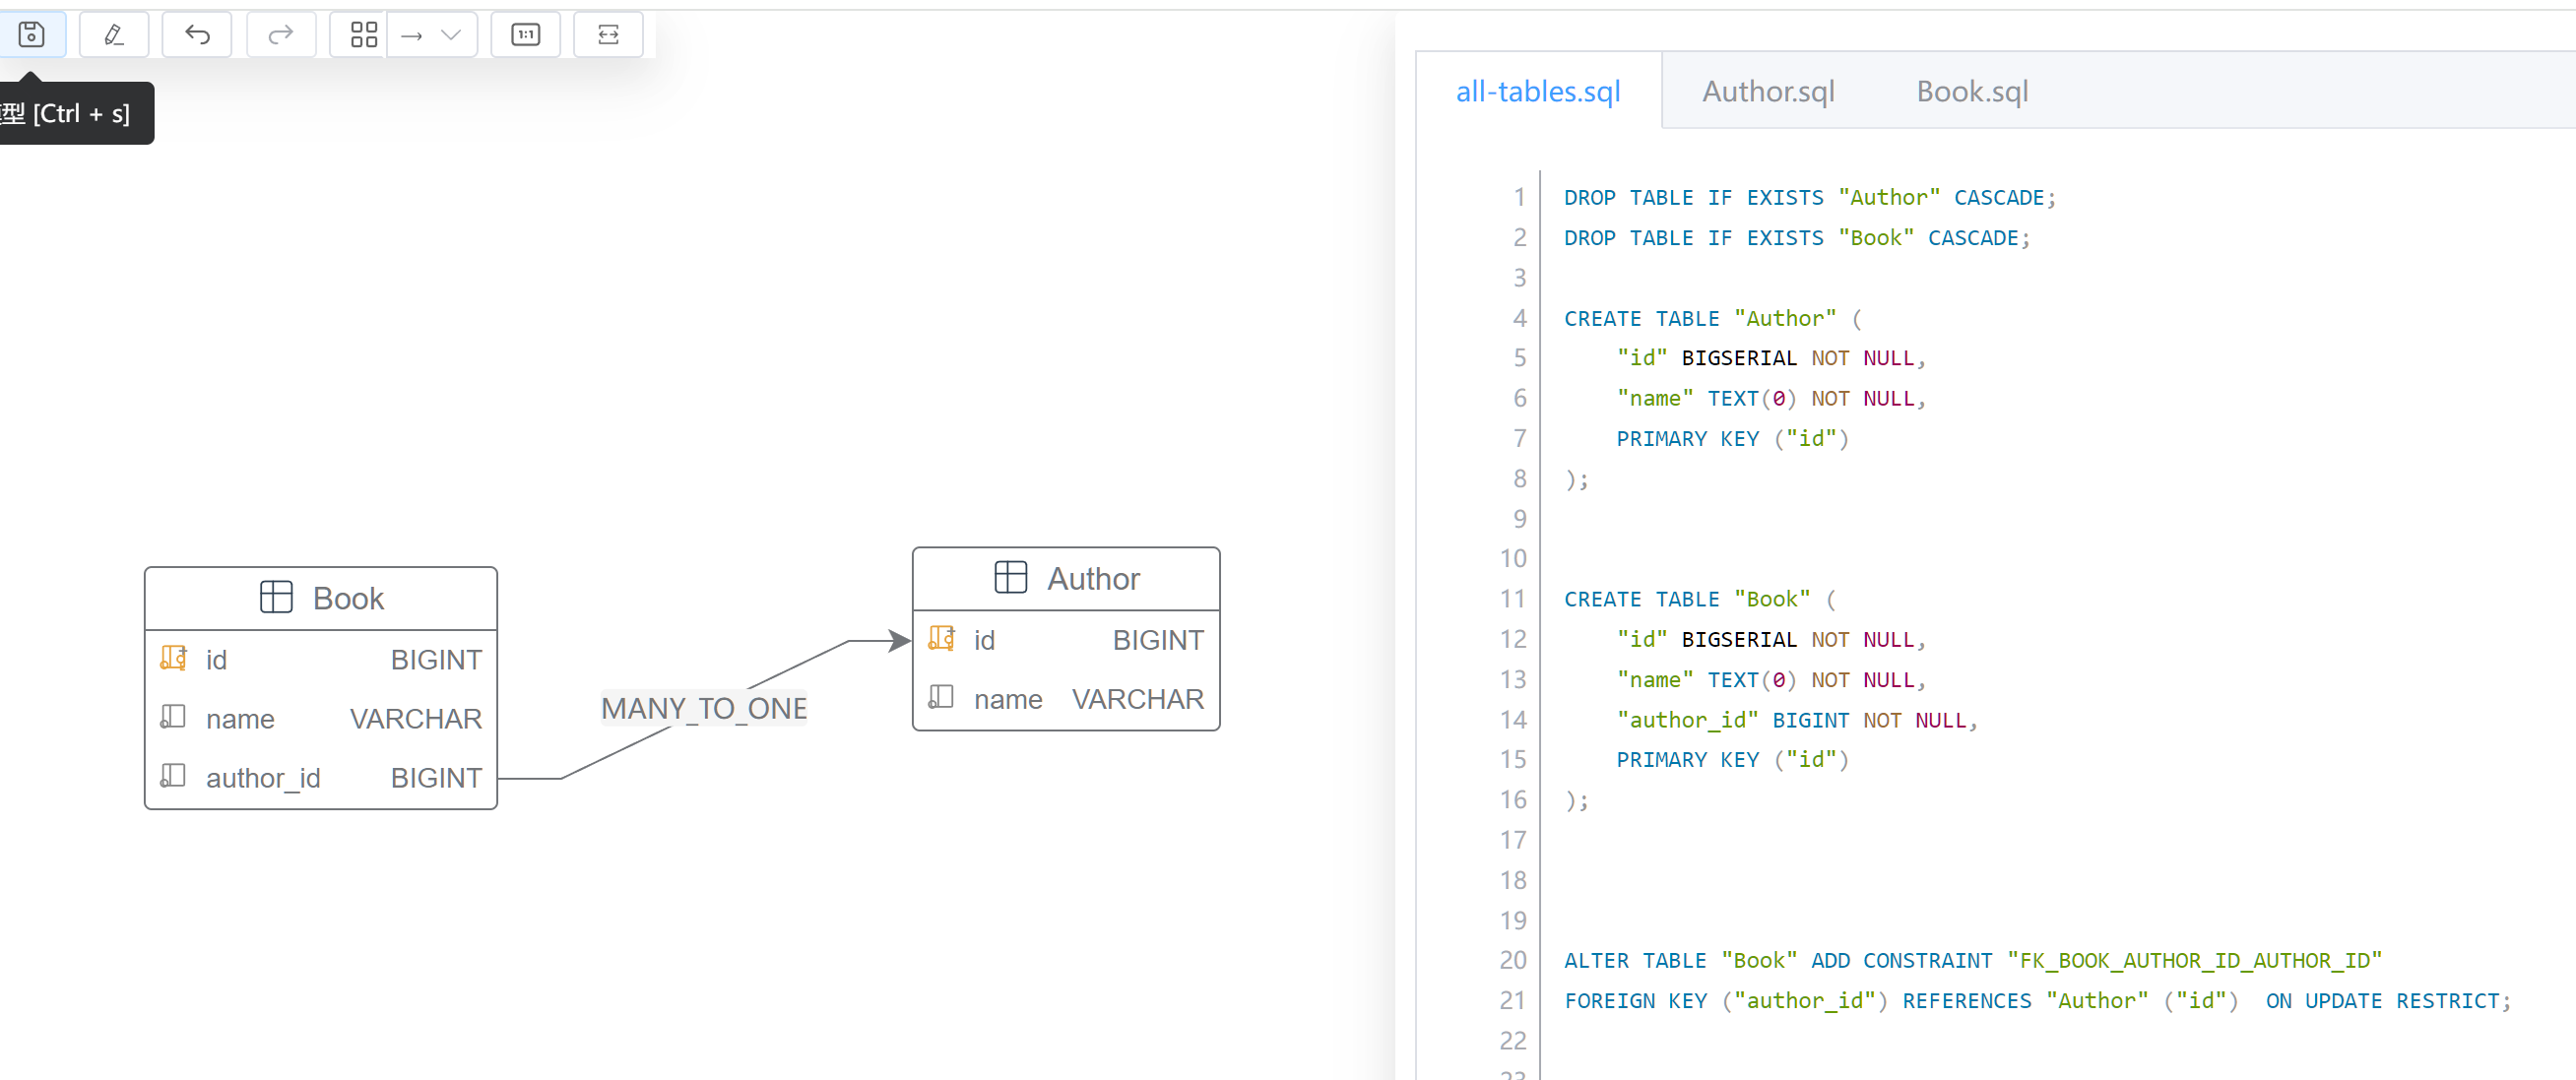 1:1
型 [Ctrl + s]
Book
id BIGINT
name VARCHAR
author_id BIGINT
MANY_TO_ONE
Author
id BIGINT
name VARCHAR
all-tables.sql Author.sql Book.sql
1 DROP TABLE IF EXISTS "Author" CASCADE;
2 DROP TABLE IF EXISTS "Book" CASCADE;
3
4 CREATE TABLE "Author" (
5 "id" BIGSERIAL NOT NULL,
6 "name" TEXT(0) NOT NULL,
7 PRIMARY KEY ("id")
8 );
9
10
11 CREATE TABLE "Book" (
12 "id" BIGSERIAL NOT NULL,
13 "name" TEXT(0) NOT NULL,
14 "author_id" BIGINT NOT NULL,
15 PRIMARY KEY ("id")
16 );
17
18
19
20 ALTER TABLE "Book" ADD CONSTRAINT "FK_BOOK_AUTHOR_ID_AUTHOR_ID"
21 FOREIGN KEY ("author_id") REFERENCES "Author" ("id")  ON UPDATE RESTRICT;
22